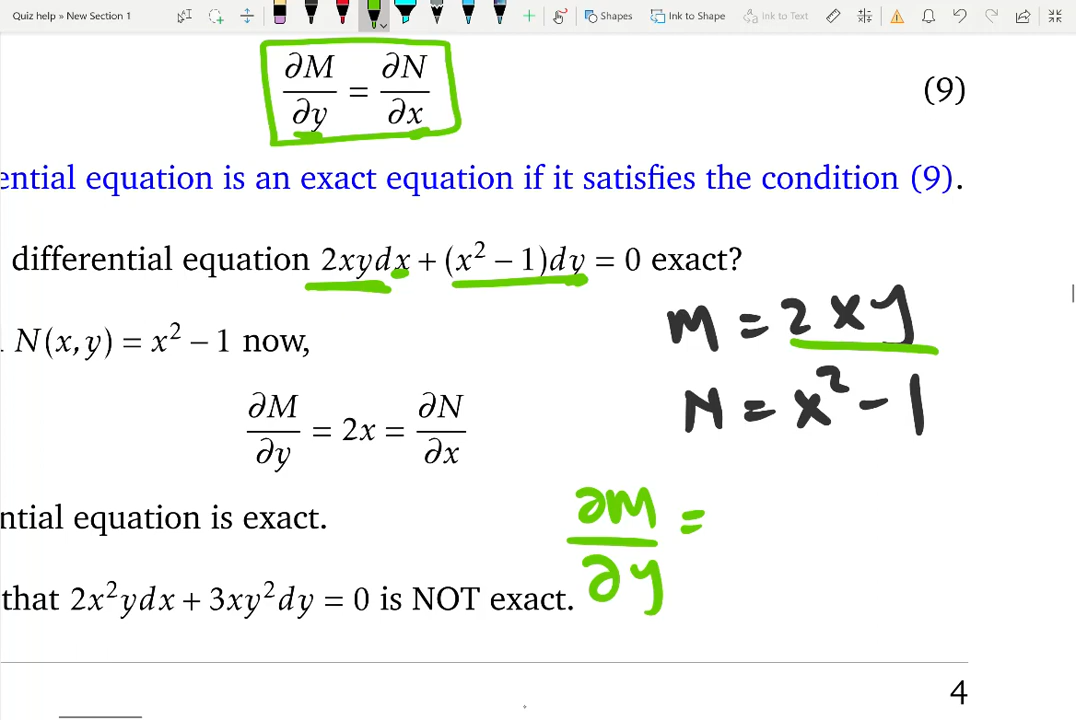 Quiz help » New Section 1
Shapes
Ink to Shape
Ink to Text
∂M/∂y = ∂N/∂x (9)
ential equation is an exact equation if it satisfies the condition (9).
differential equation 2xydx + (x² − 1)dy = 0 exact?
M = 2xy
N(x, y) = x² − 1 now,
N = x² − 1
∂M/∂y = 2x = ∂N/∂x
ntial equation is exact.
∂M/∂y =
that 2x²ydx + 3xy²dy = 0 is NOT exact.
4